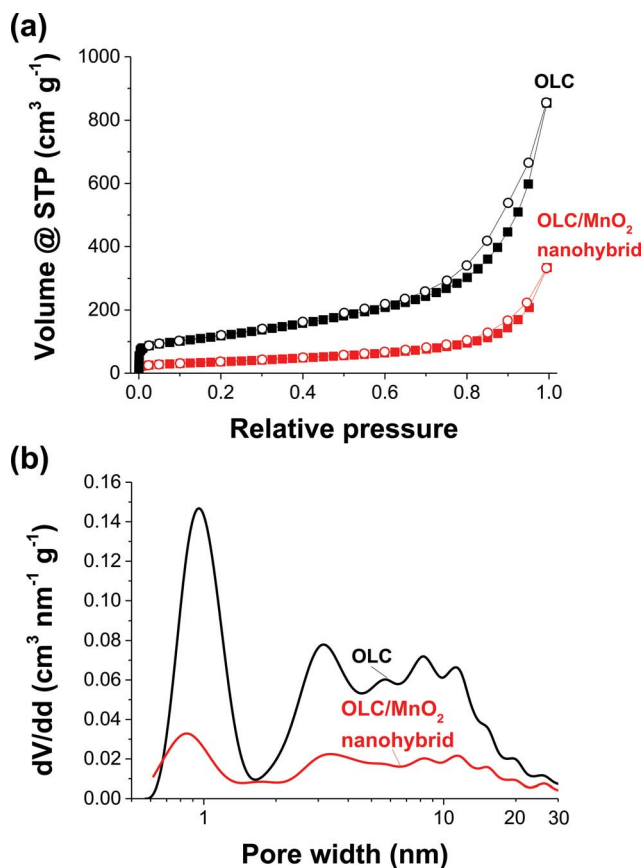 (a)
1000
800
600
400
200
0
Volume @ STP (cm³ g⁻¹)
OLC
OLC/MnO₂
nanohybrid
0.0 0.2 0.4 0.6 0.8 1.0
Relative pressure
(b)
0.16
0.14
0.12
0.10
0.08
0.06
0.04
0.02
0.00
dV/dd (cm³ nm⁻¹ g⁻¹)
OLC
OLC/MnO₂
nanohybrid
1 10 20 30
Pore width (nm)